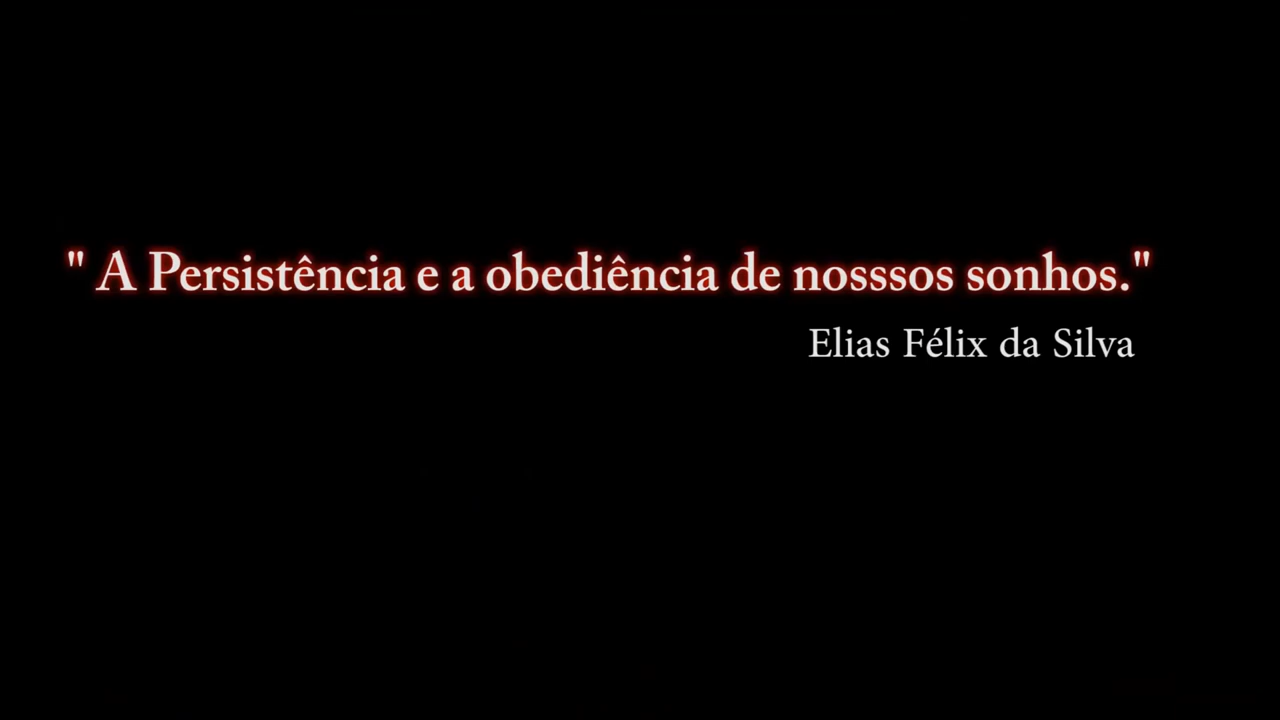 " A Persistência e a obediência de nosssos sonhos."
Elias Félix da Silva